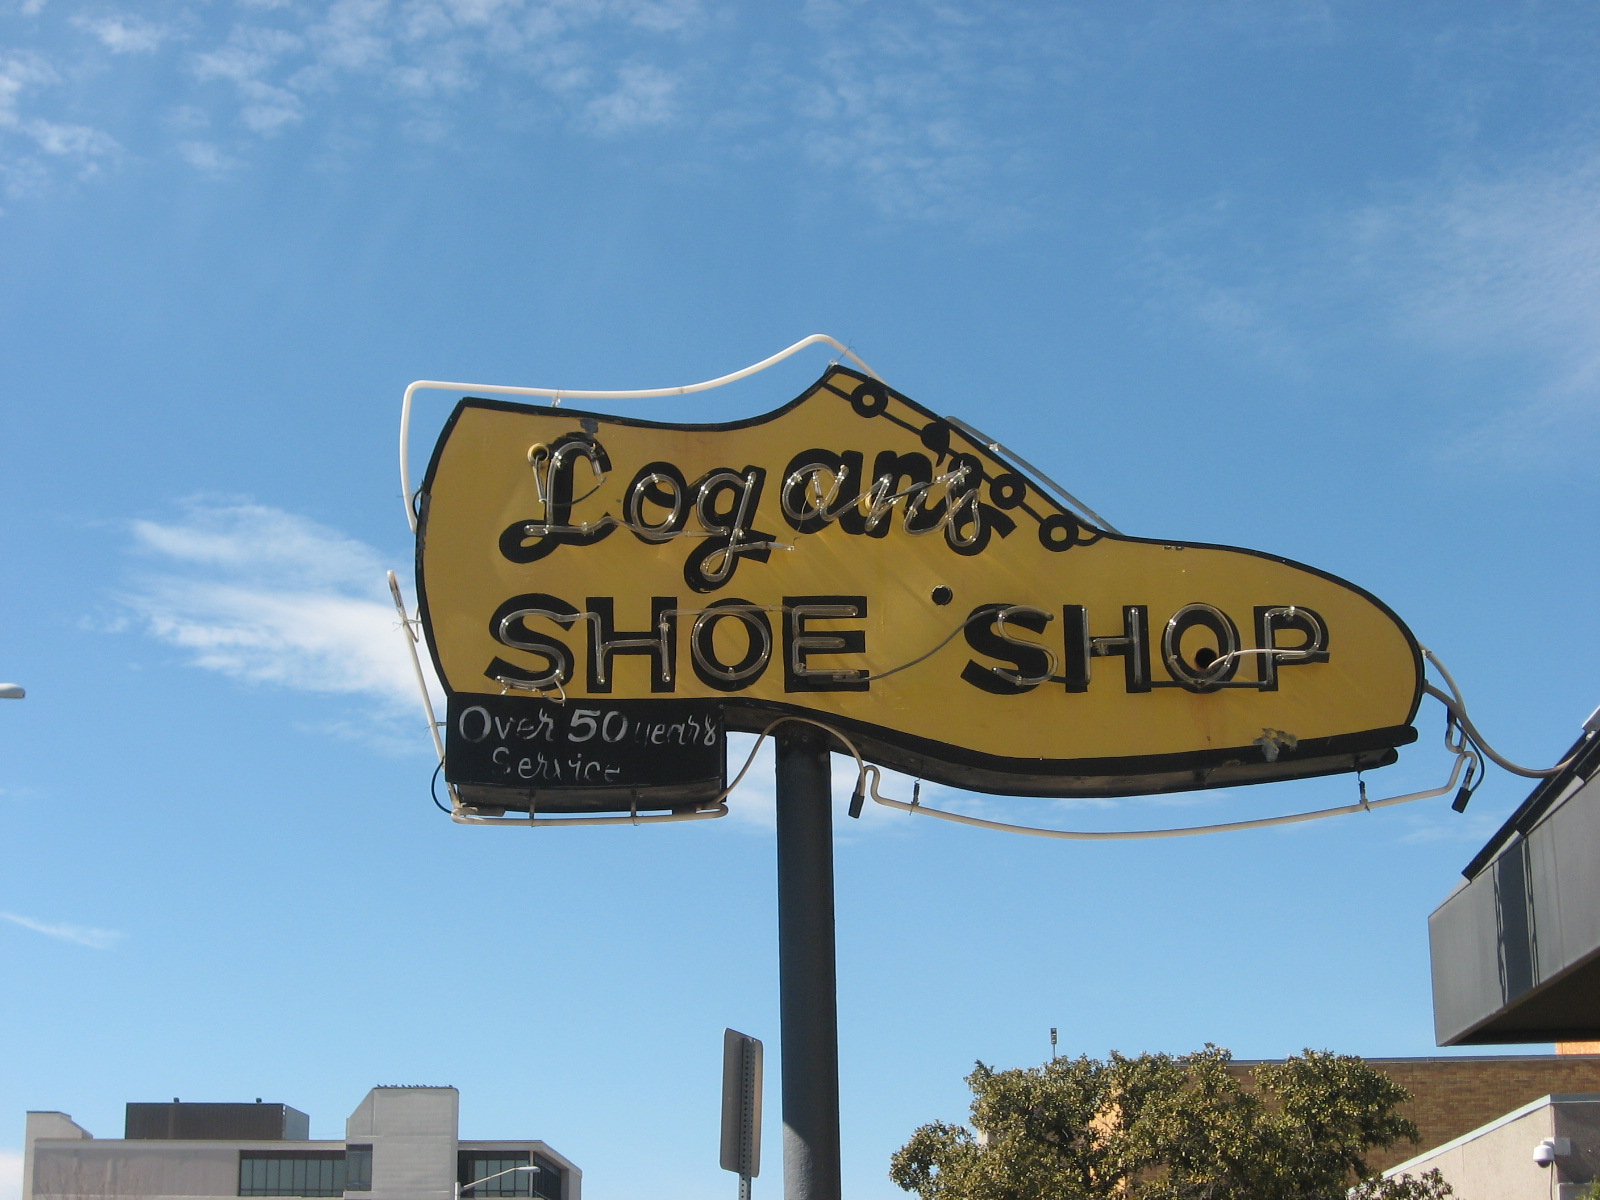 Logan's
SHOE SHOP
Over 50 years
Service